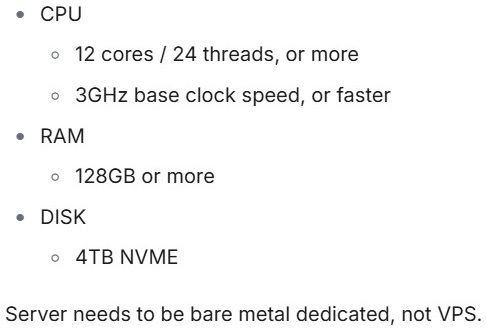 • CPU
◦ 12 cores / 24 threads, or more
◦ 3GHz base clock speed, or faster
• RAM
◦ 128GB or more
• DISK
◦ 4TB NVME
Server needs to be bare metal dedicated, not VPS.